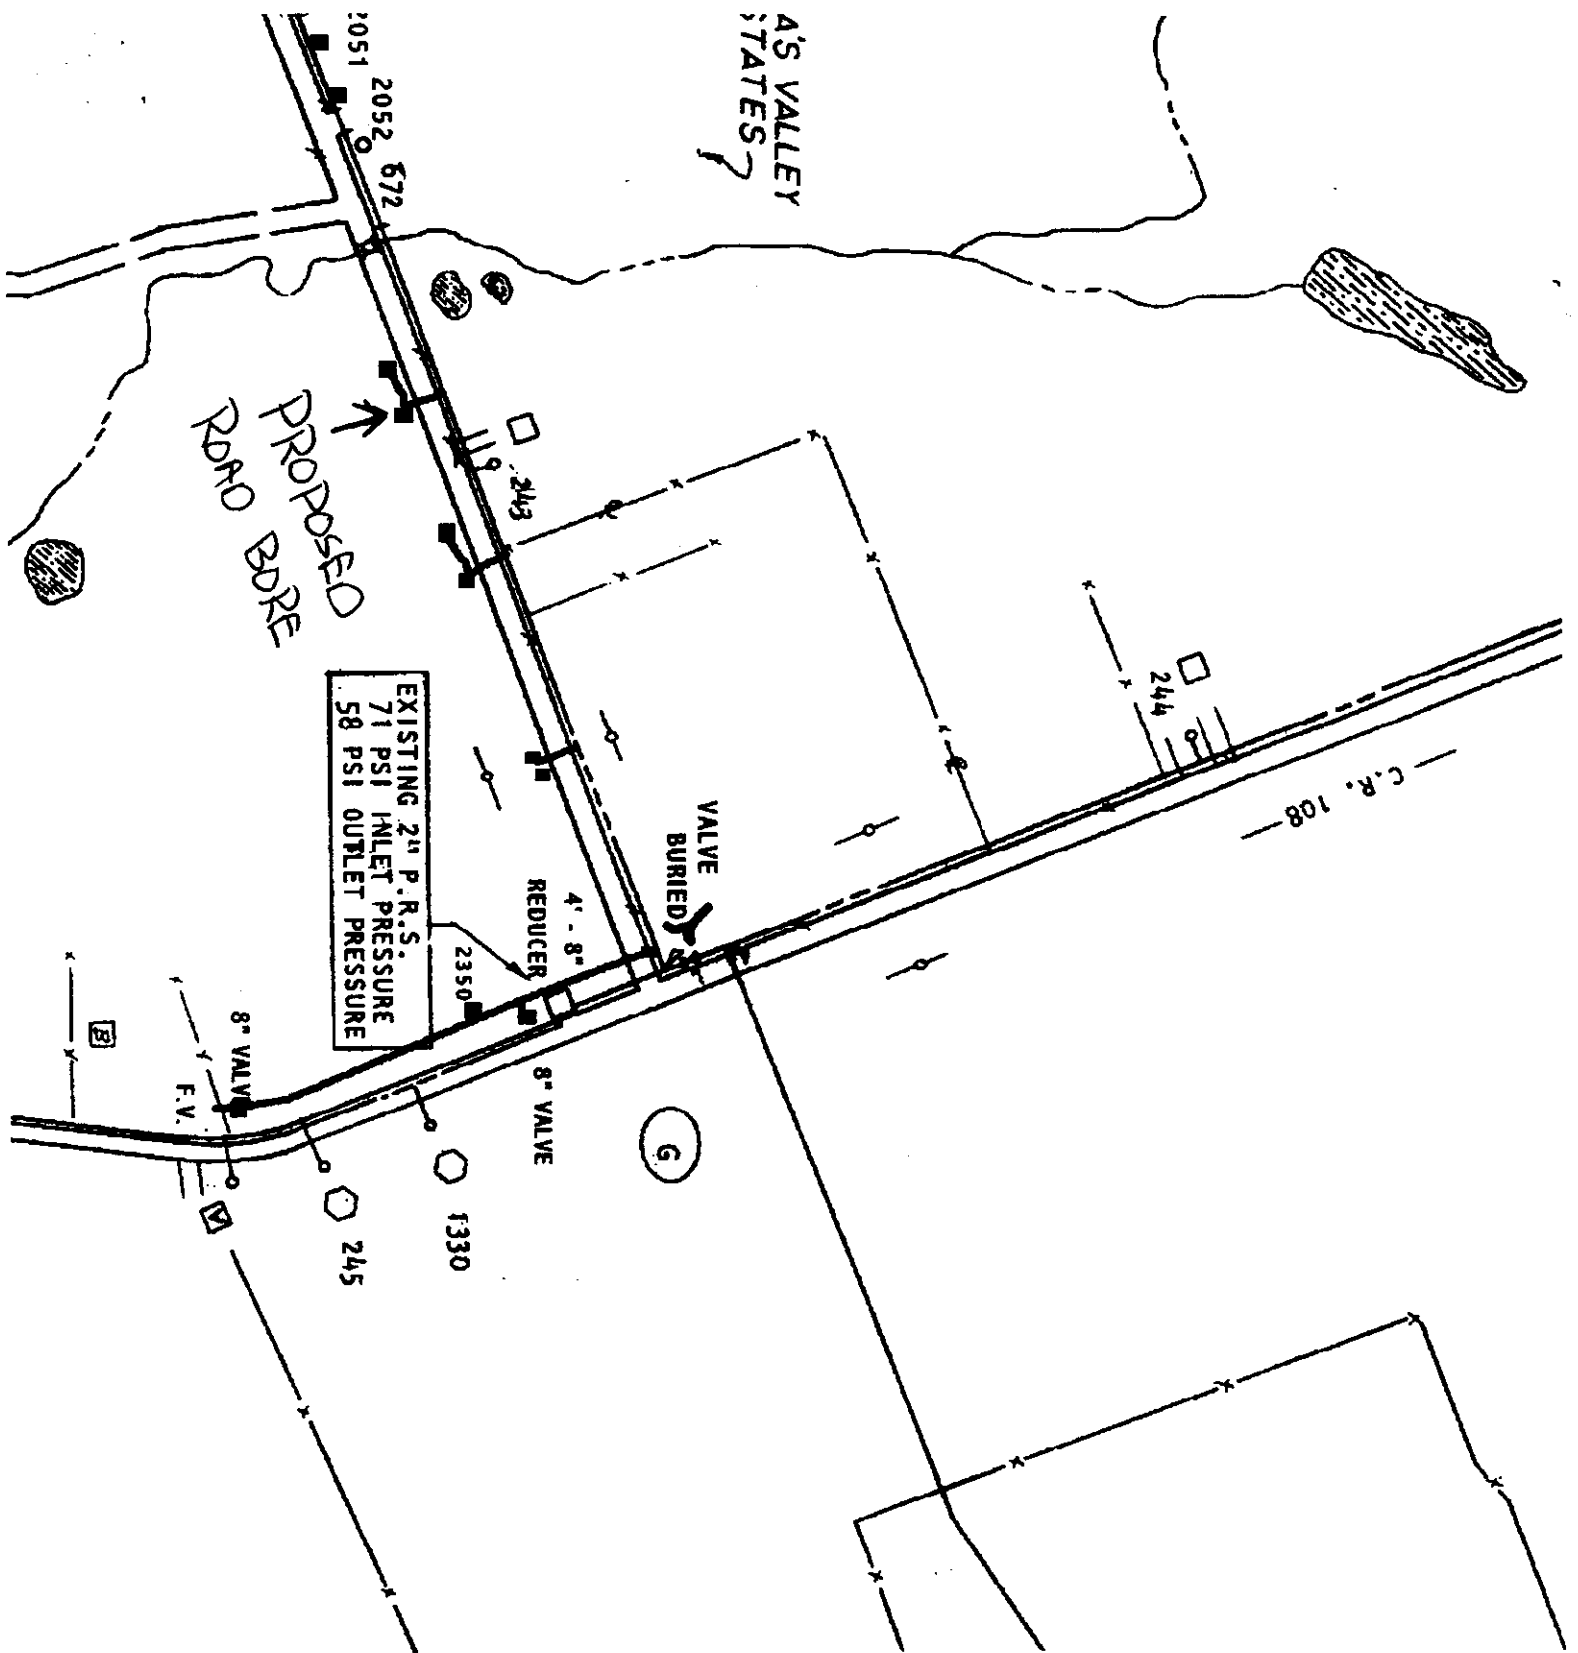 A'S VALLEY
STATES
2051
2052
672
243
PROPOSED
ROAD BORE
244
C.R. 108
EXISTING 2" P.R.S.
71 PSI INLET PRESSURE
58 PSI OUTLET PRESSURE
VALVE
BURIED
4' - 8"
REDUCER
2350
8" VALVE
8" VALVE
F.V.
B
V
G
1330
245